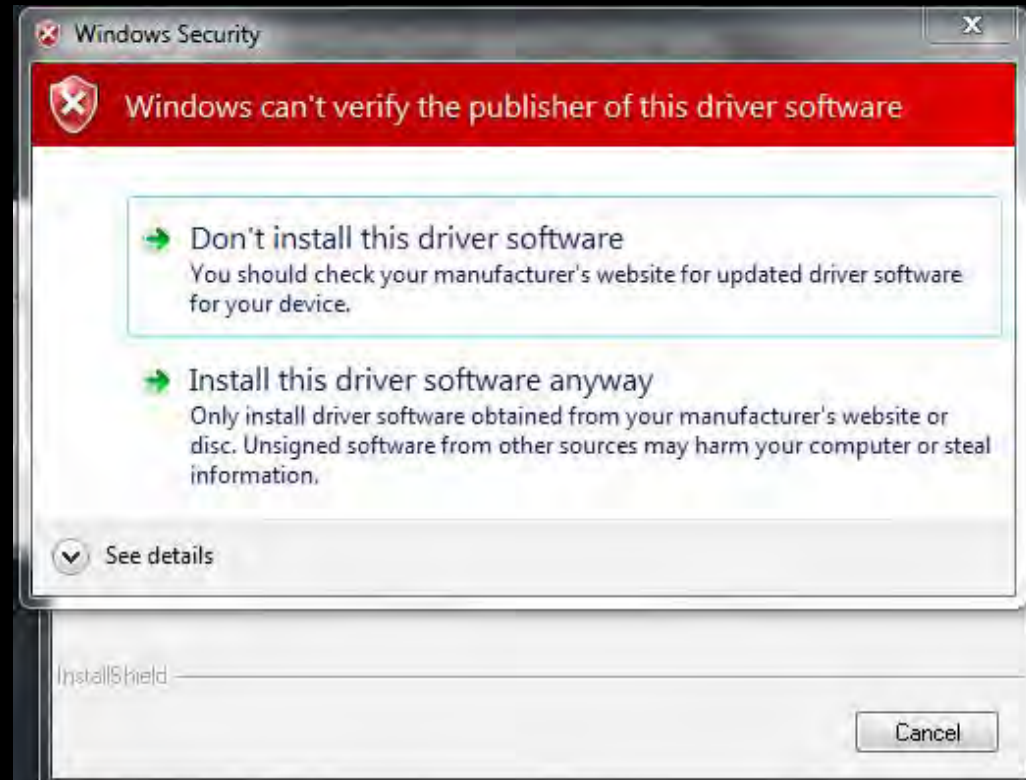 Windows Security
Windows can't verify the publisher of this driver software
Don't install this driver software
You should check your manufacturer's website for updated driver software
for your device.
Install this driver software anyway
Only install driver software obtained from your manufacturer's website or
disc. Unsigned software from other sources may harm your computer or steal
information.
See details
InstallShield
Cancel